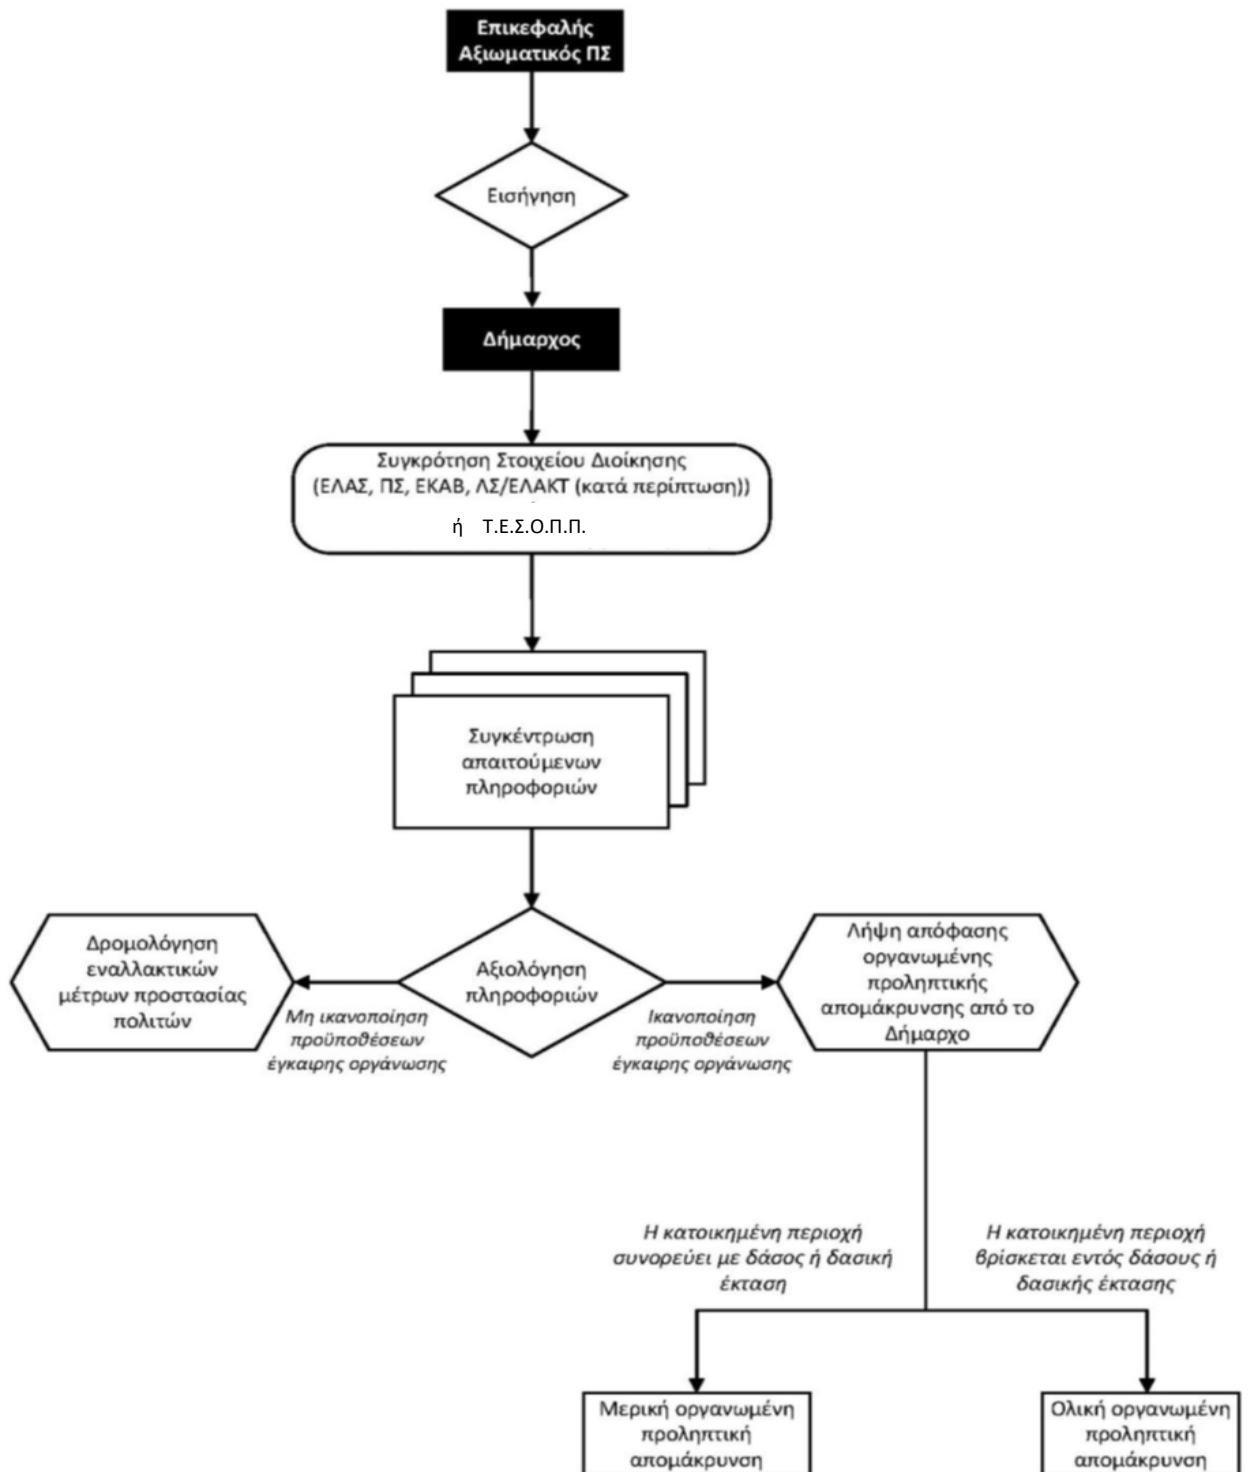 Επικεφαλής
Αξιωματικός ΠΣ
Εισήγηση
Δήμαρχος
Συγκρότηση Στοιχείου Διοίκησης
(ΕΛΑΣ, ΠΣ, ΕΚΑΒ, ΛΣ/ΕΛΑΚΤ (κατά περίπτωση))
ή Τ.Ε.Σ.Ο.Π.Π.
Συγκέντρωση
απαιτούμενων
πληροφοριών
Αξιολόγηση
πληροφοριών
Δρομολόγηση
εναλλακτικών
μέτρων προστασίας
πολιτών
Μη ικανοποίηση
προϋποθέσεων
έγκαιρης οργάνωσης
Ικανοποίηση
προϋποθέσεων
έγκαιρης οργάνωσης
Λήψη απόφασης
οργανωμένης
προληπτικής
απομάκρυνσης από το
Δήμαρχο
Η κατοικημένη περιοχή
συνορεύει με δάσος ή δασική
έκταση
Η κατοικημένη περιοχή
βρίσκεται εντός δάσους ή
δασικής έκτασης
Μερική οργανωμένη
προληπτική
απομάκρυνση
Ολική οργανωμένη
προληπτική
απομάκρυνση